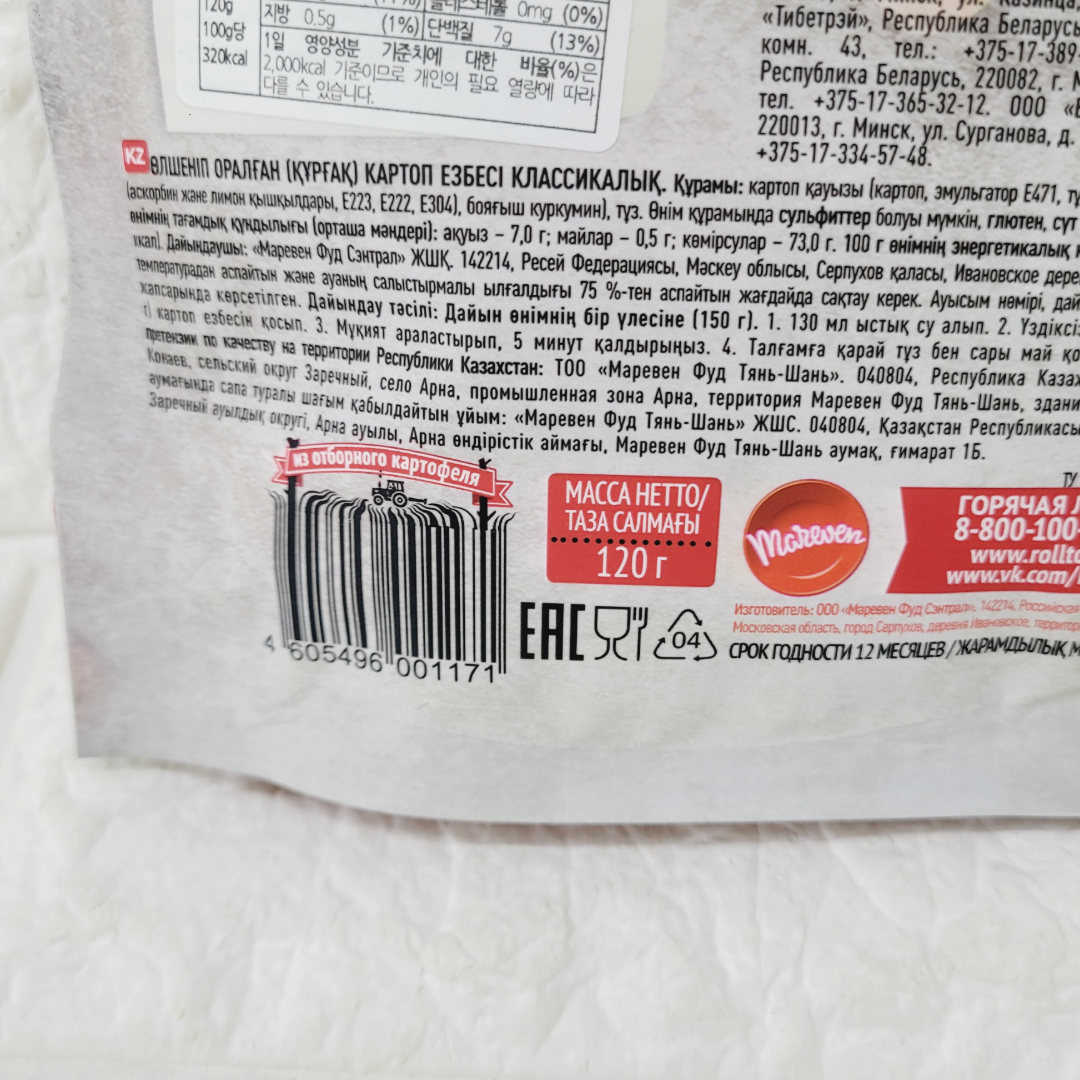 120g
100g당
320kcal
지방 0.5g (1%) 단백질 7g (13%)
0mg (0%)
1일 영양성분 기준치에 대한 비율(%)은
2,000kcal 기준이므로 개인의 필요 열량에 따라
다를 수 있습니다.
«Тибетрэй», Республика Беларусь
комн. 43, тел.: +375-17-389-
Республика Беларусь, 220082, г.
тел. +375-17-365-32-12. ООО
220013, г. Минск, ул. Сурганова, д.
+375-17-334-57-48.
KZ ӨЛШЕНІП ОРАЛҒАН (ҚҰРҒАҚ) КАРТОП ЕЗБЕСІ КЛАССИКАЛЫҚ. Құрамы: картоп қауызы (картоп, эмульгатор Е471,
(аскорбин және лимон қышқылдары, Е223, Е222, Е304), бояғыш куркумин), тұз. Өнім құрамында сульфиттер болуы мүмкін, глютен, сүт
өнімнің тағамдық құндылығы (орташа мәндері): ақуыз – 7,0 г; майлар – 0,5 г; көмірсулар – 73,0 г. 100 г өнімнің энергетикалық
ккал). Дайындаушы: «Маревен Фуд Сэнтрал» ЖШҚ. 142214, Ресей Федерациясы, Мәскеу облысы, Серпухов қаласы, Ивановское
температурадан аспайтын және ауаның салыстырмалы ылғалдығы 75 %-тен аспайтын жағдайда сақтау керек. Ауысым нөмірі,
жапсарында көрсетілген. Дайындау тәсілі: Дайын өнімнің бір үлесіне (150 г). 1. 130 мл ыстық су алып. 2.
гі картоп езбесін қосып. 3. Мұқият араластырып, 5 минут қалдырыңыз. 4. Талғамға қарай тұз бен сары май
претензии по качеству на территории Республики Казахстан: ТОО «Маревен Фуд Тянь-Шань». 040804, Республика
Конаев, сельский округ Заречный, село Арна, промышленная зона Арна, территория Маревен Фуд Тянь-Шань,
аумағында сапа туралы шағым қабылдайтын ұйым: «Маревен Фуд Тянь-Шань» ЖШС. 040804, Қазақстан Республикасы
Заречный ауылдық округі, Арна ауылы, Арна өндірістік аймағы, Маревен Фуд Тянь-Шань аумақ, ғимарат 1Б.
ТУ
из отборного картофеля
4 605496 001171
МАССА НЕТТО/
ТАЗА САЛМАҒЫ
120 г
Mareven
ГОРЯЧАЯ
8-800-100-
www.rollto
www.vk.com/
EAC
04
Изготовитель: ООО «Маревен Фуд Сэнтрал». 142214, Российская
Московская область, город Серпухов, деревня Ивановское,
СРОК ГОДНОСТИ 12 МЕСЯЦЕВ / ЖАРАМДЫЛЫҚ